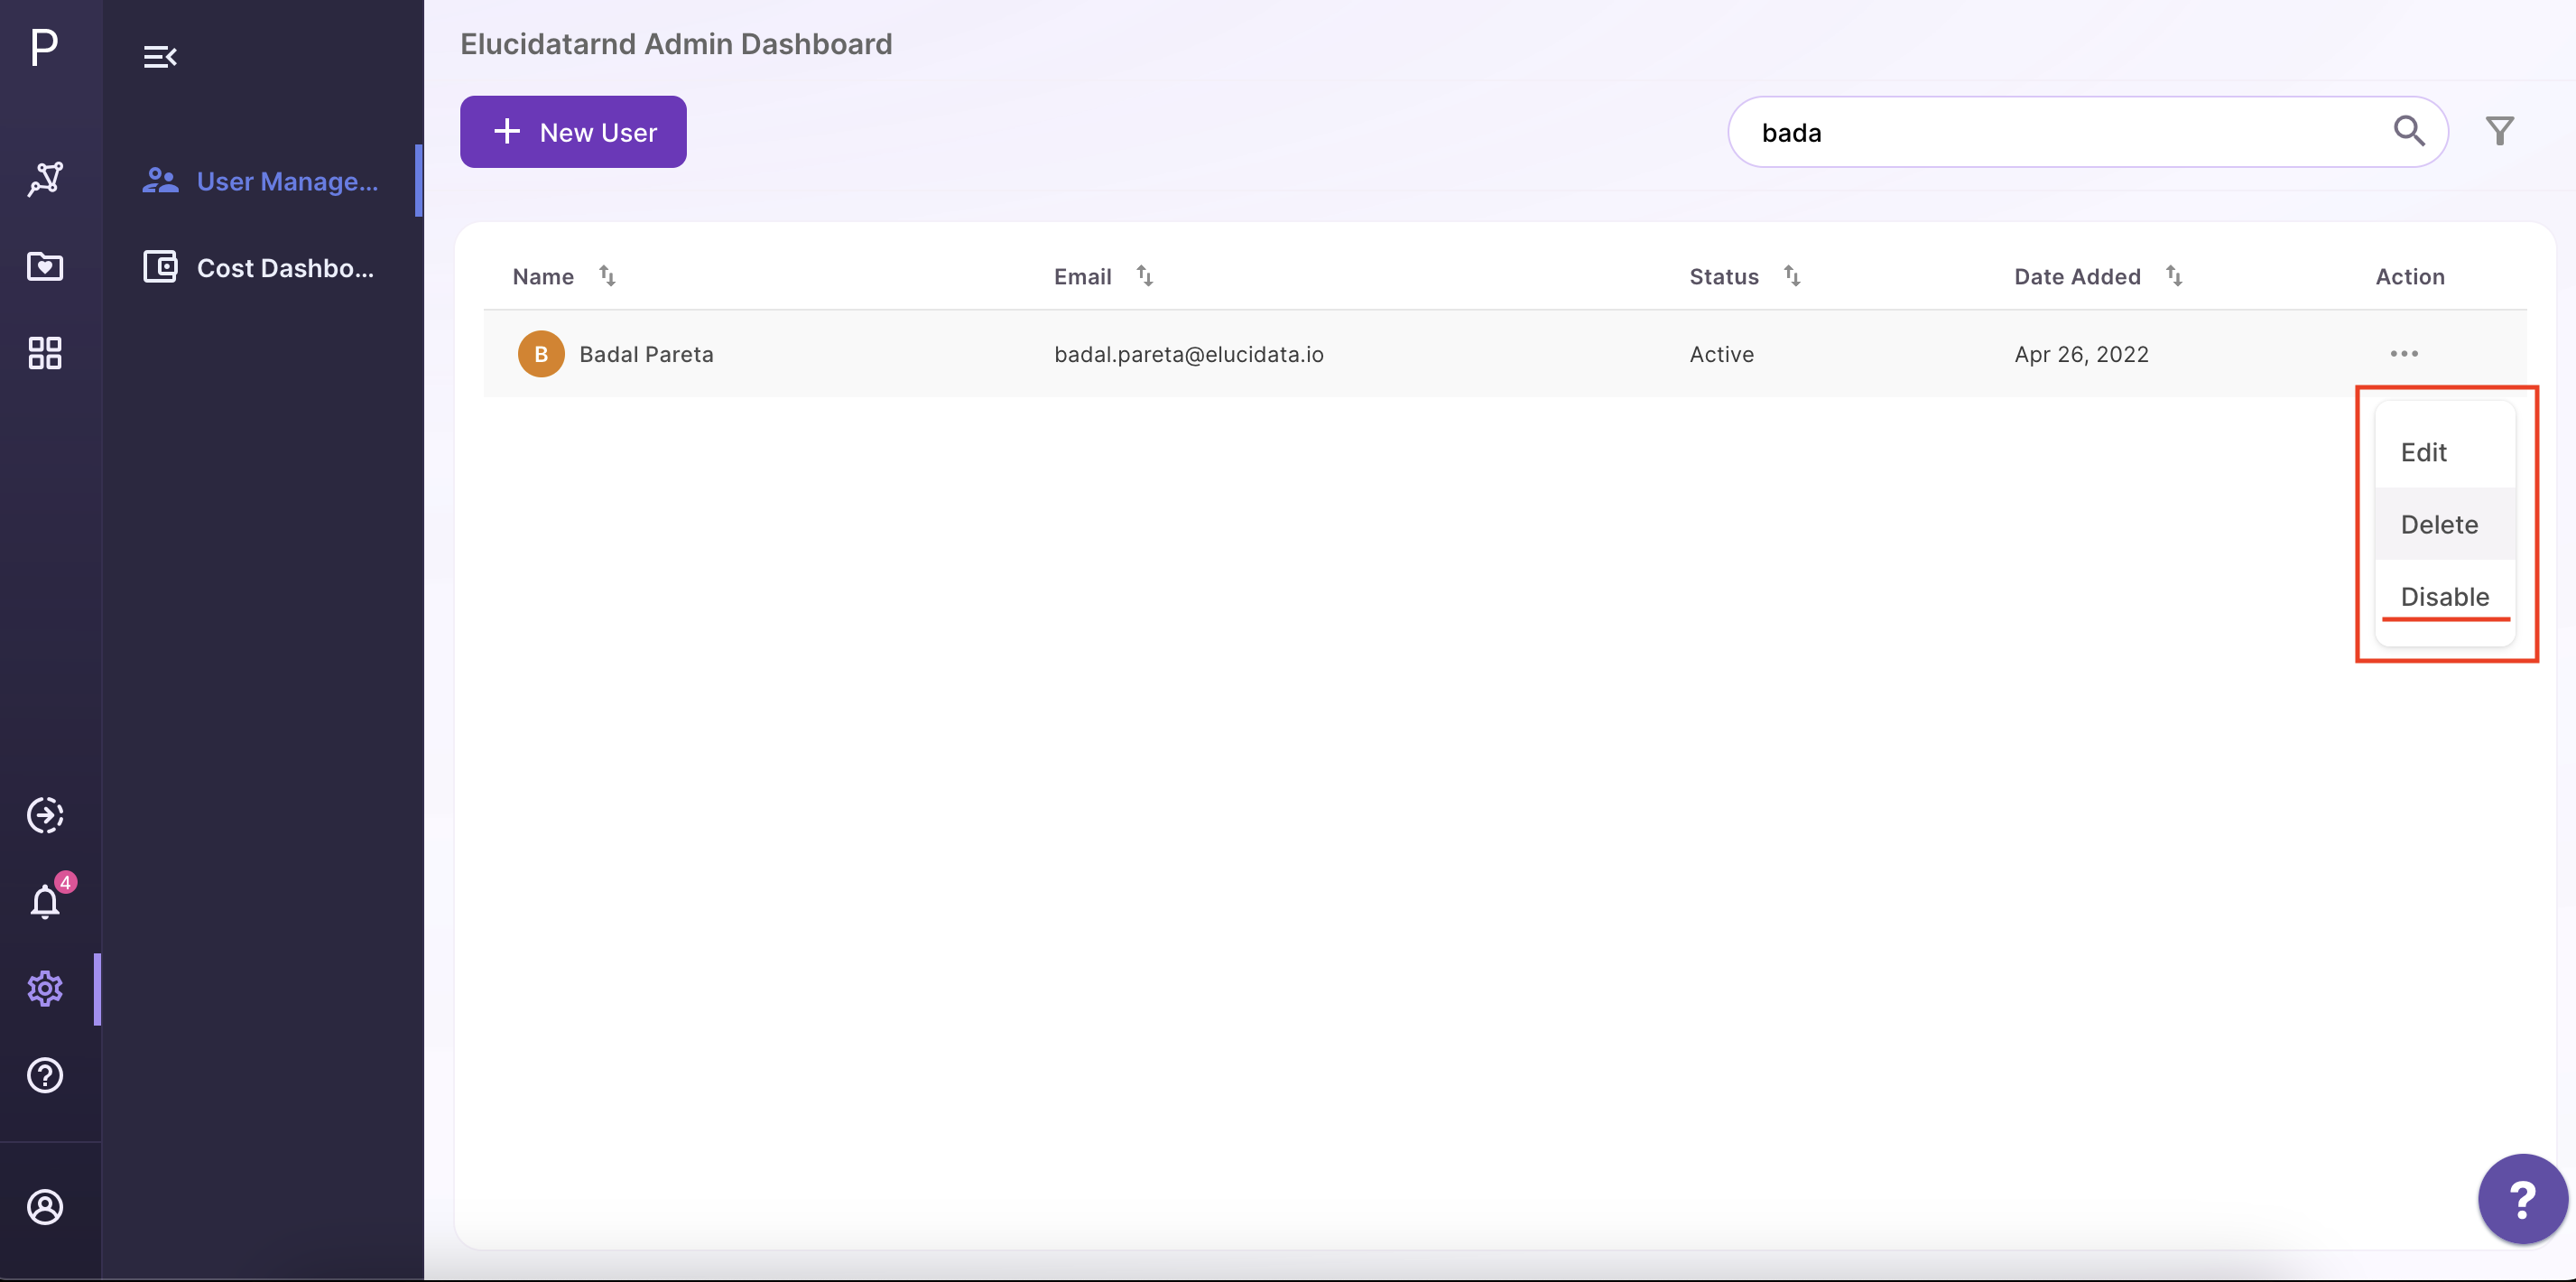 P
Elucidatarnd Admin Dashboard
+ New User
bada
User Manage...
Cost Dashbo...
Name Email Status Date Added Action
B Badal Pareta badal.pareta@elucidata.io Active Apr 26, 2022 ...
Edit
Delete
Disable
4
?
?